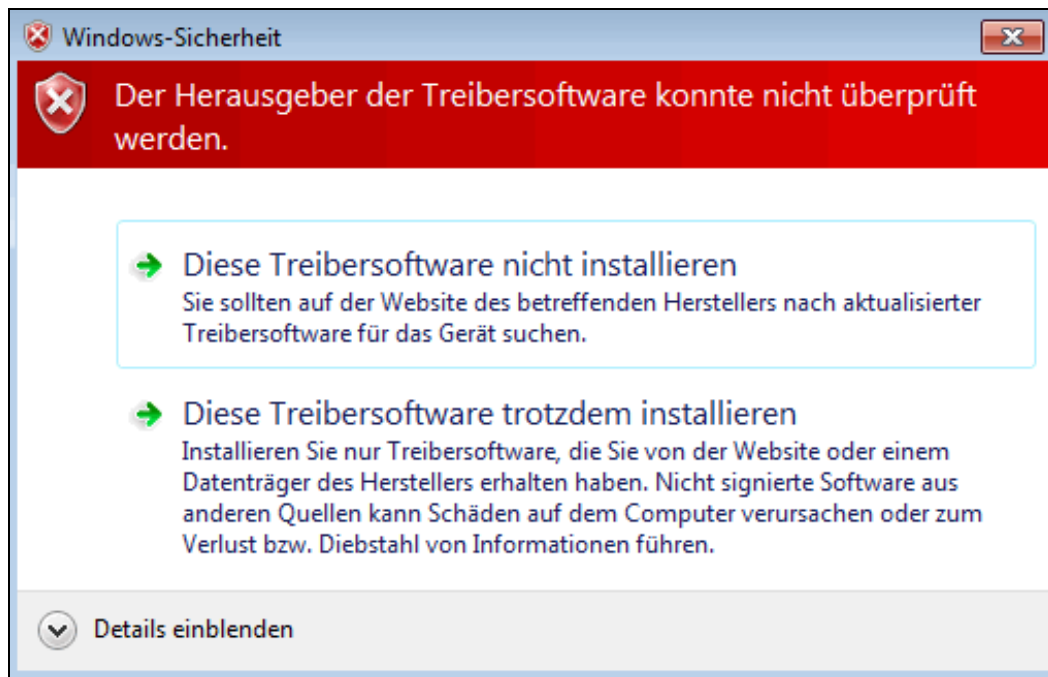 Windows-Sicherheit
Der Herausgeber der Treibersoftware konnte nicht überprüft
werden.
Diese Treibersoftware nicht installieren
Sie sollten auf der Website des betreffenden Herstellers nach aktualisierter
Treibersoftware für das Gerät suchen.
Diese Treibersoftware trotzdem installieren
Installieren Sie nur Treibersoftware, die Sie von der Website oder einem
Datenträger des Herstellers erhalten haben. Nicht signierte Software aus
anderen Quellen kann Schäden auf dem Computer verursachen oder zum
Verlust bzw. Diebstahl von Informationen führen.
Details einblenden